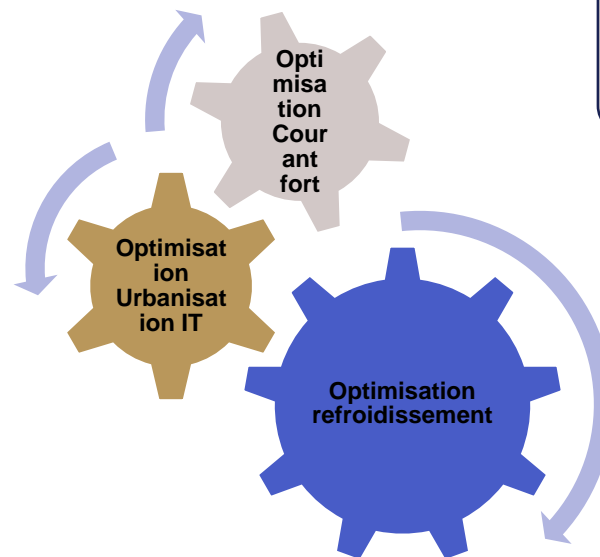 Opti
misa
tion
Cour
ant
fort
Optimisat
ion
Urbanisat
ion IT
Optimisation
refroidissement